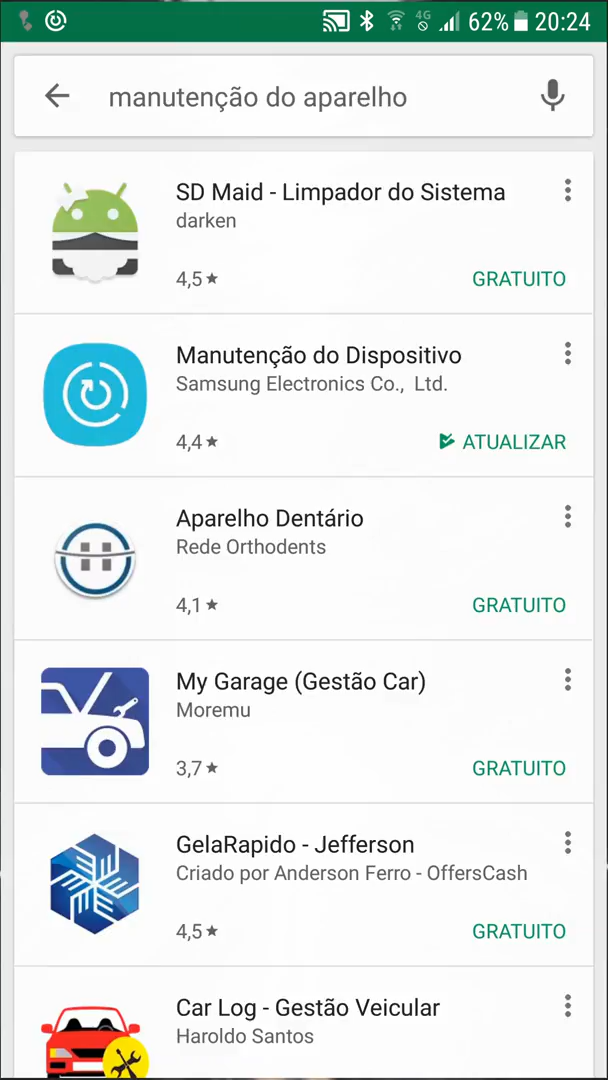 4G 62% 20:24
manutenção do aparelho
SD Maid - Limpador do Sistema
darken
4,5★ GRATUITO
Manutenção do Dispositivo
Samsung Electronics Co., Ltd.
4,4★ ATUALIZAR
Aparelho Dentário
Rede Orthodents
4,1★ GRATUITO
My Garage (Gestão Car)
Moremu
3,7★ GRATUITO
GelaRapido - Jefferson
Criado por Anderson Ferro - OffersCash
4,5★ GRATUITO
Car Log - Gestão Veicular
Haroldo Santos